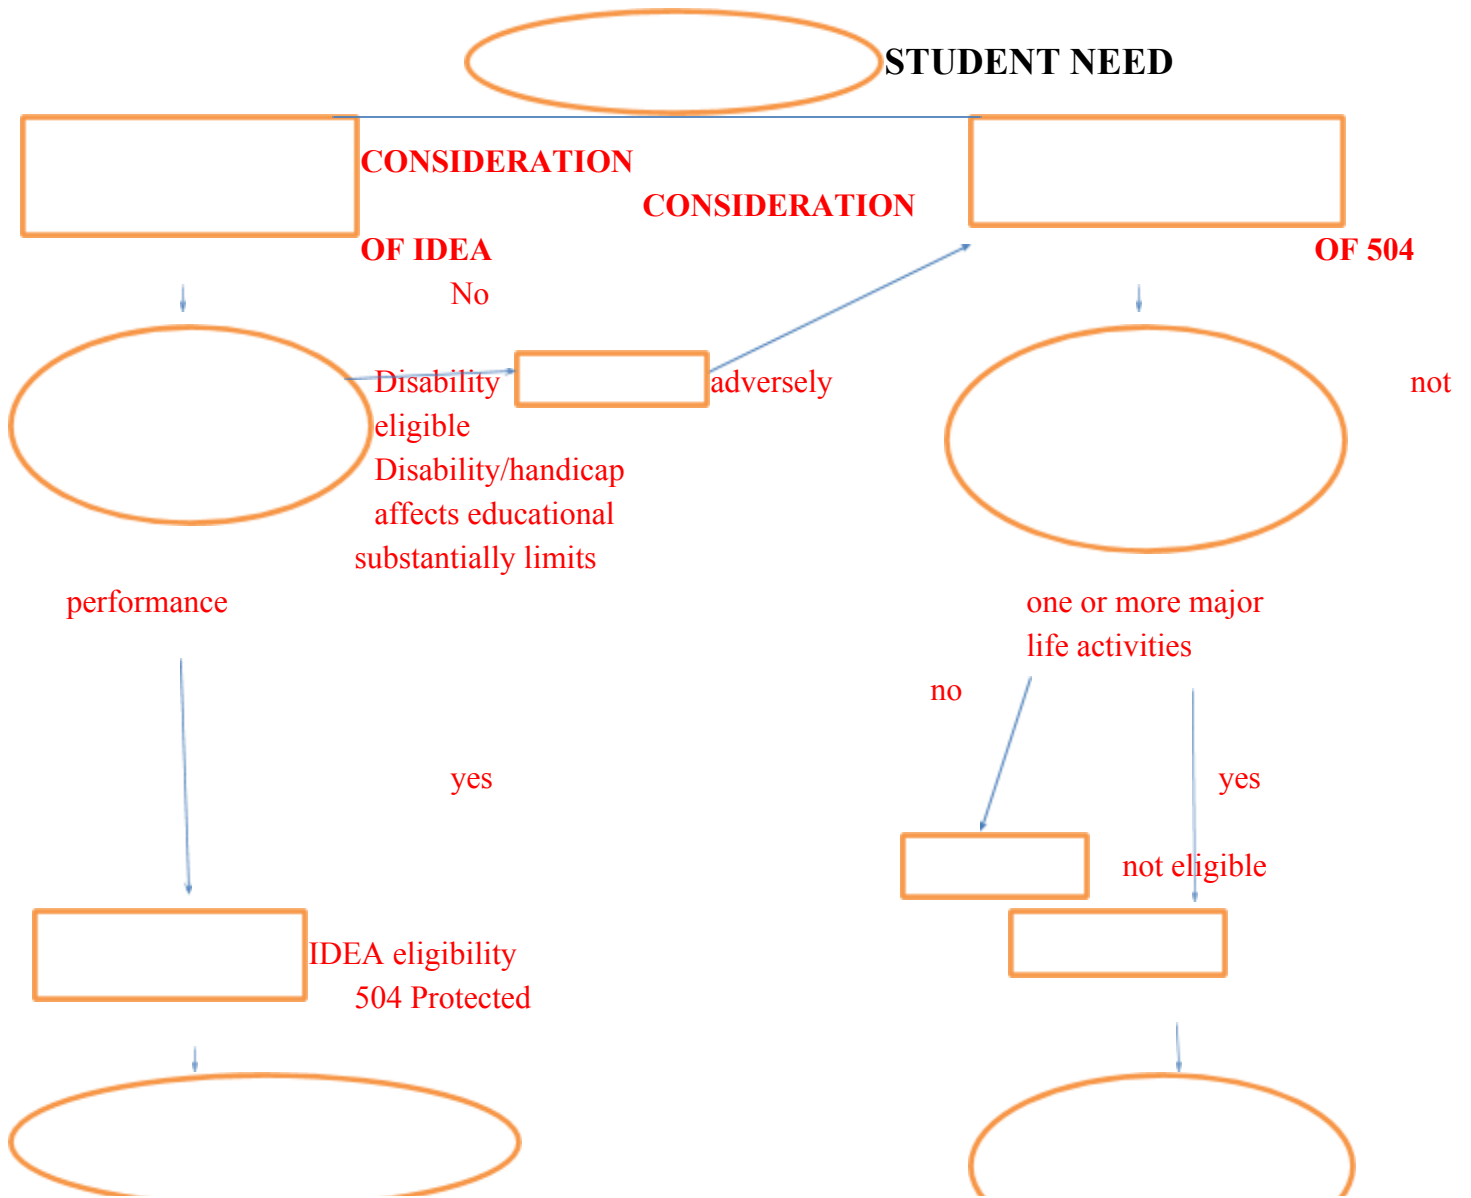 STUDENT NEED
CONSIDERATION
CONSIDERATION
OF IDEA OF 504
No
Disability adversely not
eligible
Disability/handicap
affects educational
substantially limits
performance one or more major
life activities
no
yes yes
not eligible
IDEA eligibility
504 Protected